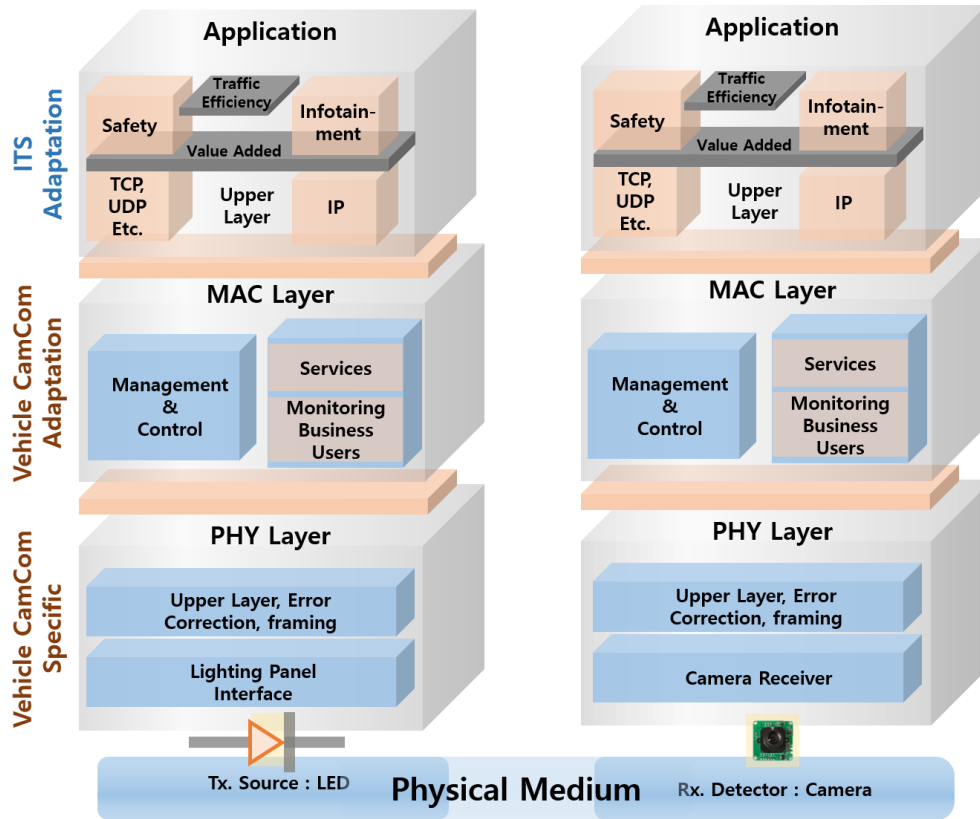 ITS
Adaptation
Vehicle CamCom
Adaptation
Vehicle CamCom
Specific
Application
Traffic
Efficiency
Safety
Infotain-
ment
Value Added
TCP,
UDP
Etc.
Upper
Layer
IP
MAC Layer
Management
&
Control
Services
Monitoring
Business
Users
PHY Layer
Upper Layer, Error
Correction, framing
Lighting Panel
Interface
Tx. Source : LED
Application
Traffic
Efficiency
Safety
Infotain-
ment
Value Added
TCP,
UDP
Etc.
Upper
Layer
IP
MAC Layer
Management
&
Control
Services
Monitoring
Business
Users
PHY Layer
Upper Layer, Error
Correction, framing
Camera Receiver
Physical Medium
Rx. Detector : Camera